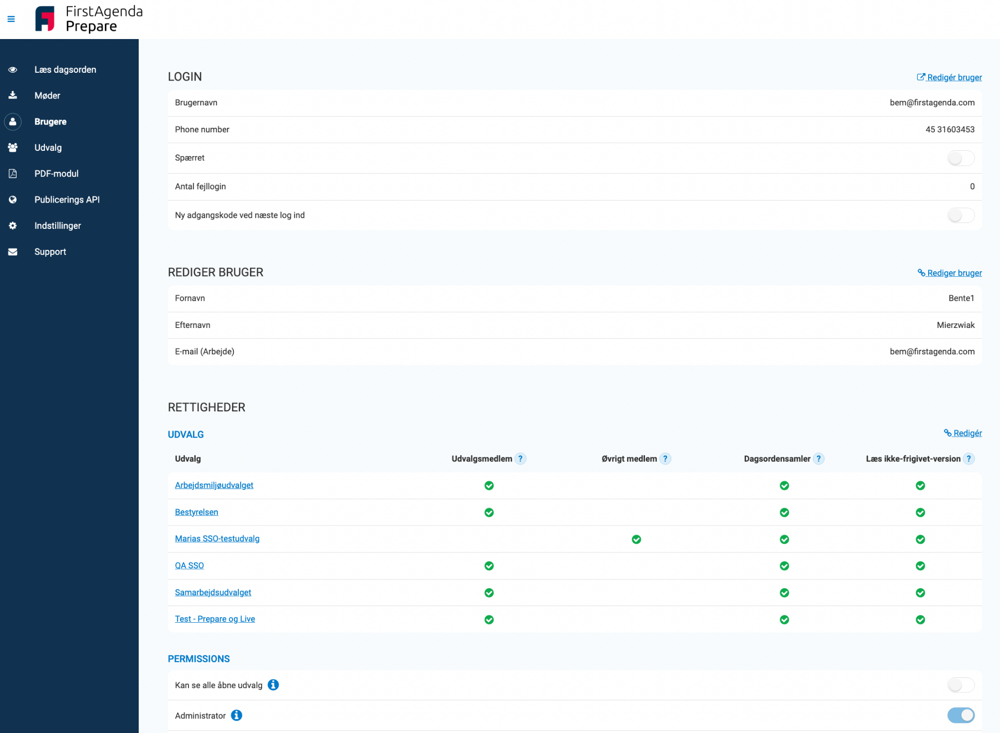 FirstAgenda
Prepare
Læs dagsorden
Møder
Brugere
Udvalg
PDF-modul
Publicerings API
Indstillinger
Support
LOGIN
Redigér bruger
Brugernavn bem@firstagenda.com
Phone number 45 31603453
Spærret
Antal fejllogin 0
Ny adgangskode ved næste log ind
REDIGER BRUGER
Rediger bruger
Fornavn Bente1
Efternavn Mierzwiak
E-mail (Arbejde) bem@firstagenda.com
RETTIGHEDER
UDVALG
Redigér
Udvalg Udvalgsmedlem ? Øvrigt medlem ? Dagsordensamler ? Læs ikke-frigivet-version ?
Arbejdsmiljøudvalget
Bestyrelsen
Marias SSO-testudvalg
QA SSO
Samarbejdsudvalget
Test - Prepare og Live
PERMISSIONS
Kan se alle åbne udvalg
Administrator